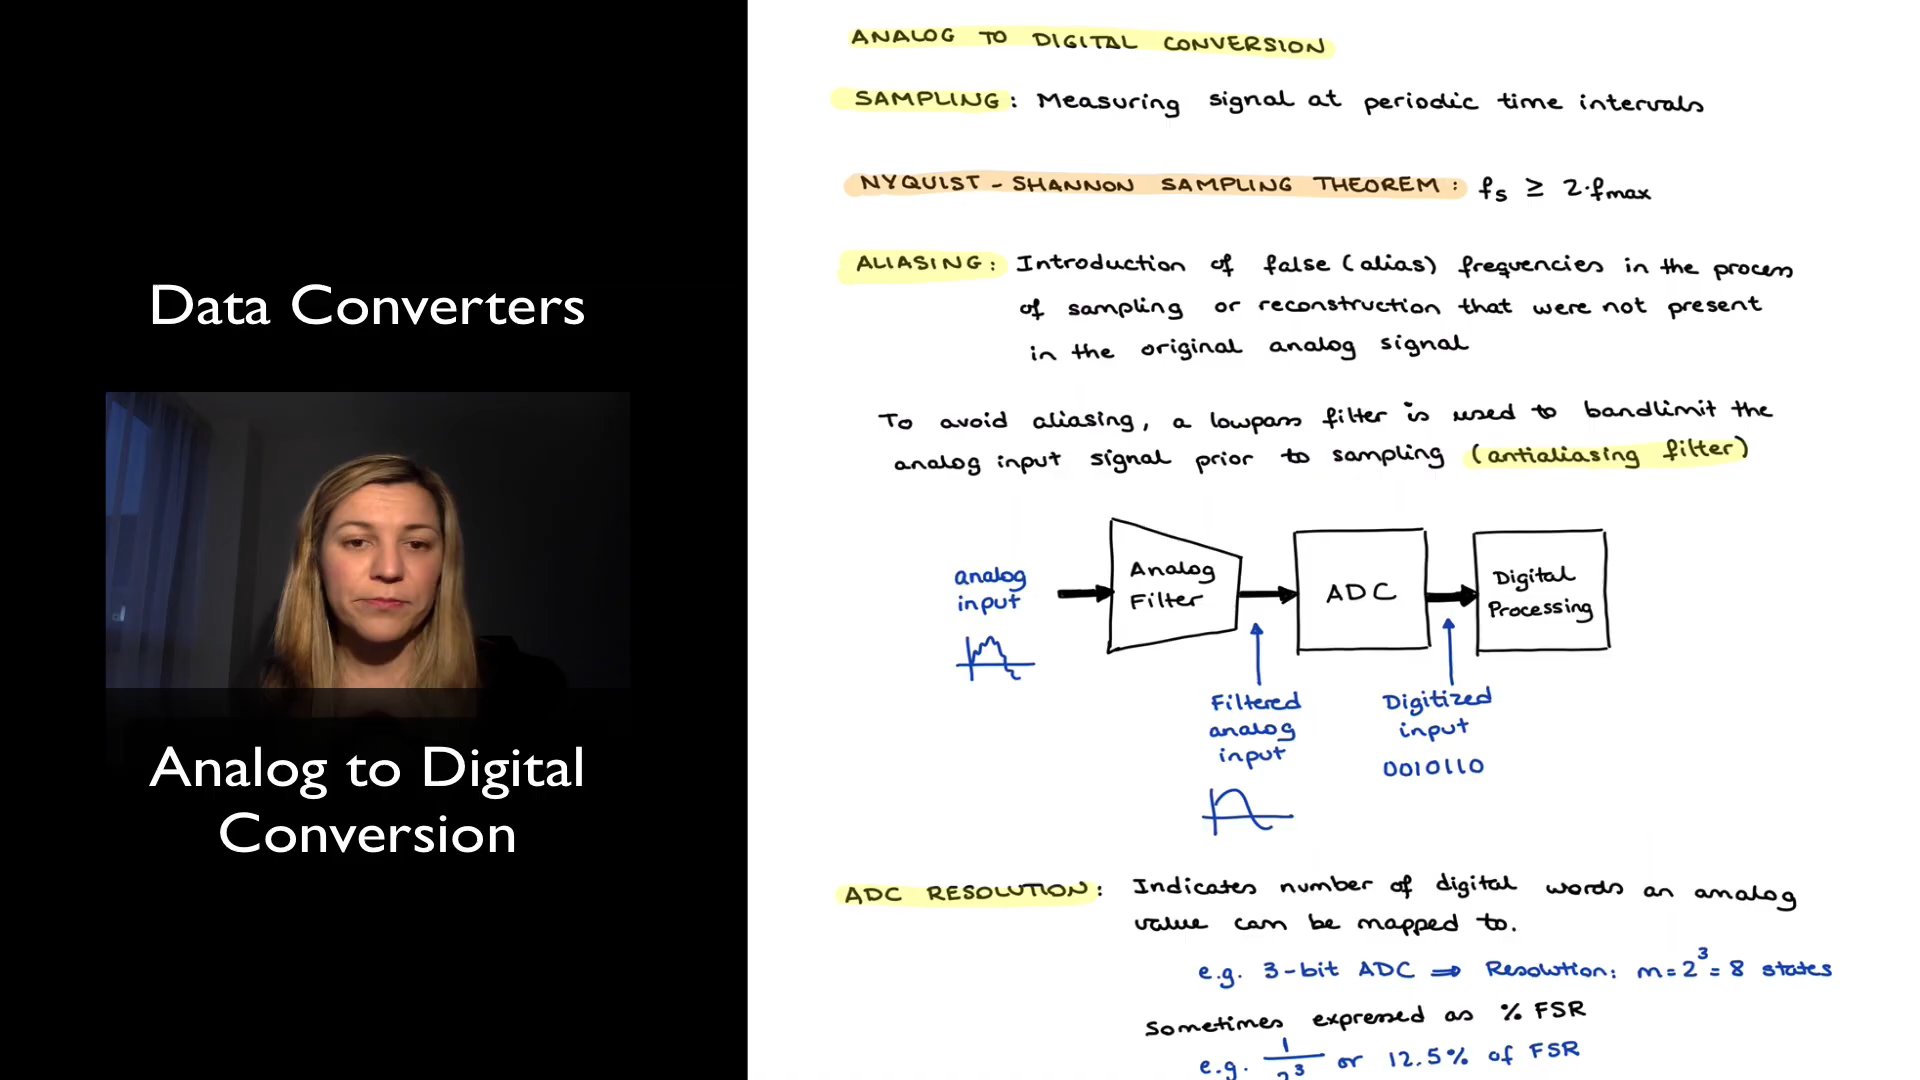 Data Converters
Analog to Digital
Conversion
ANALOG TO DIGITAL CONVERSION
SAMPLING: Measuring signal at periodic time intervals
NYQUIST - SHANNON SAMPLING THEOREM: fs ≥ 2·fmax
ALIASING: Introduction of false (alias) frequencies in the process
of sampling or reconstruction that were not present
in the original analog signal
To avoid aliasing, a lowpass filter is used to bandlimit the
analog input signal prior to sampling (antialiasing filter)
analog
input
Analog
Filter
ADC
Digital
Processing
Filtered
analog
input
Digitized
input
0010110
ADC RESOLUTION: Indicates number of digital words an analog
value can be mapped to.
e.g. 3-bit ADC ⇒ Resolution: m = 2³ = 8 states
Sometimes expressed as % FSR
e.g. 1/2³ or 12.5% of FSR